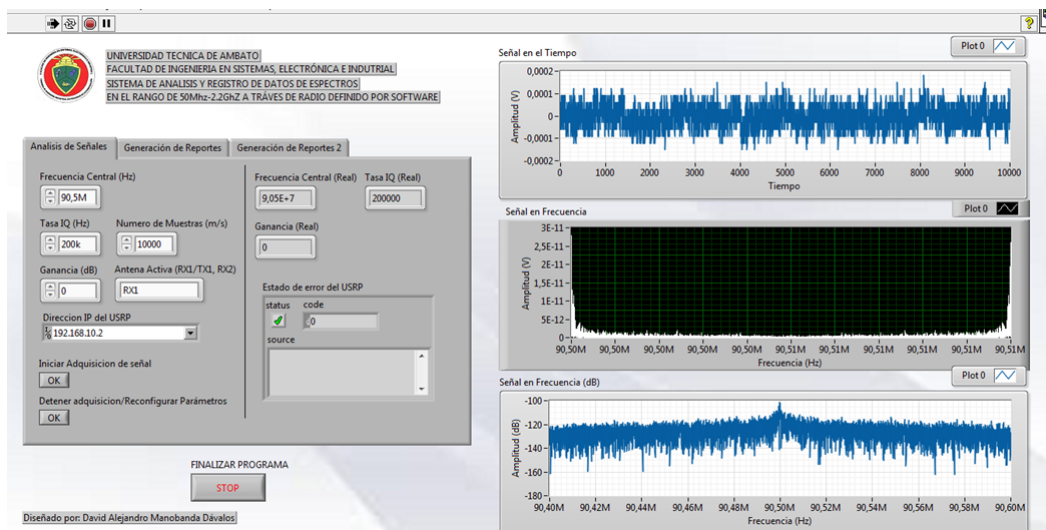 UNIVERSIDAD TECNICA DE AMBATO
FACULTAD DE INGENIERIA EN SISTEMAS, ELECTRÓNICA E INDUTRIAL
SISTEMA DE ANALISIS Y REGISTRO DE DATOS DE ESPECTROS
EN EL RANGO DE 50Mhz-2.2GhZ A TRÁVES DE RADIO DEFINIDO POR SOFTWARE
Analisis de Señales
Generación de Reportes
Generación de Reportes 2
Frecuencia Central (Hz)
90,5M
Tasa IQ (Hz)
Numero de Muestras (m/s)
200k
10000
Ganancia (dB)
Antena Activa (RX1/TX1, RX2)
0
RX1
Direccion IP del USRP
192.168.10.2
Iniciar Adquisicion de señal
OK
Detener adquisicion/Reconfigurar Parámetros
OK
Frecuencia Central (Real)
Tasa IQ (Real)
9,05E+7
200000
Ganancia (Real)
0
Estado de error del USRP
status
code
0
source
FINALIZAR PROGRAMA
STOP
Diseñado por: David Alejandro Manobanda Dávalos
Señal en el Tiempo
Plot 0
0,0002
0,0001
0
-0,0001
-0,0002
Amplitud (V)
0 1000 2000 3000 4000 5000 6000 7000 8000 9000 10000
Tiempo
Señal en Frecuencia
Plot 0
3E-11
2,5E-11
2E-11
1,5E-11
1E-11
5E-12
0
Amplitud (V)
90,50M 90,50M 90,50M 90,50M 90,50M 90,51M 90,51M 90,51M 90,51M 90,51M 90,51M
Frecuencia (Hz)
Señal en Frecuencia (dB)
Plot 0
-100
-120
-140
-160
-180
Amplitud (dB)
90,40M 90,42M 90,44M 90,46M 90,48M 90,50M 90,52M 90,54M 90,56M 90,58M 90,60M
Frecuencia (Hz)